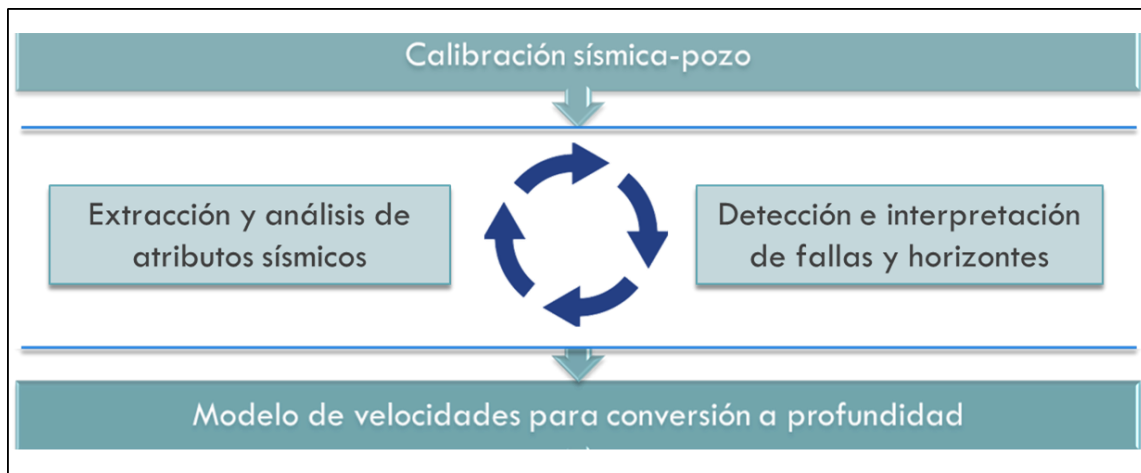 Calibración sísmica-pozo
Extracción y análisis de
atributos sísmicos
Detección e interpretación
de fallas y horizontes
Modelo de velocidades para conversión a profundidad